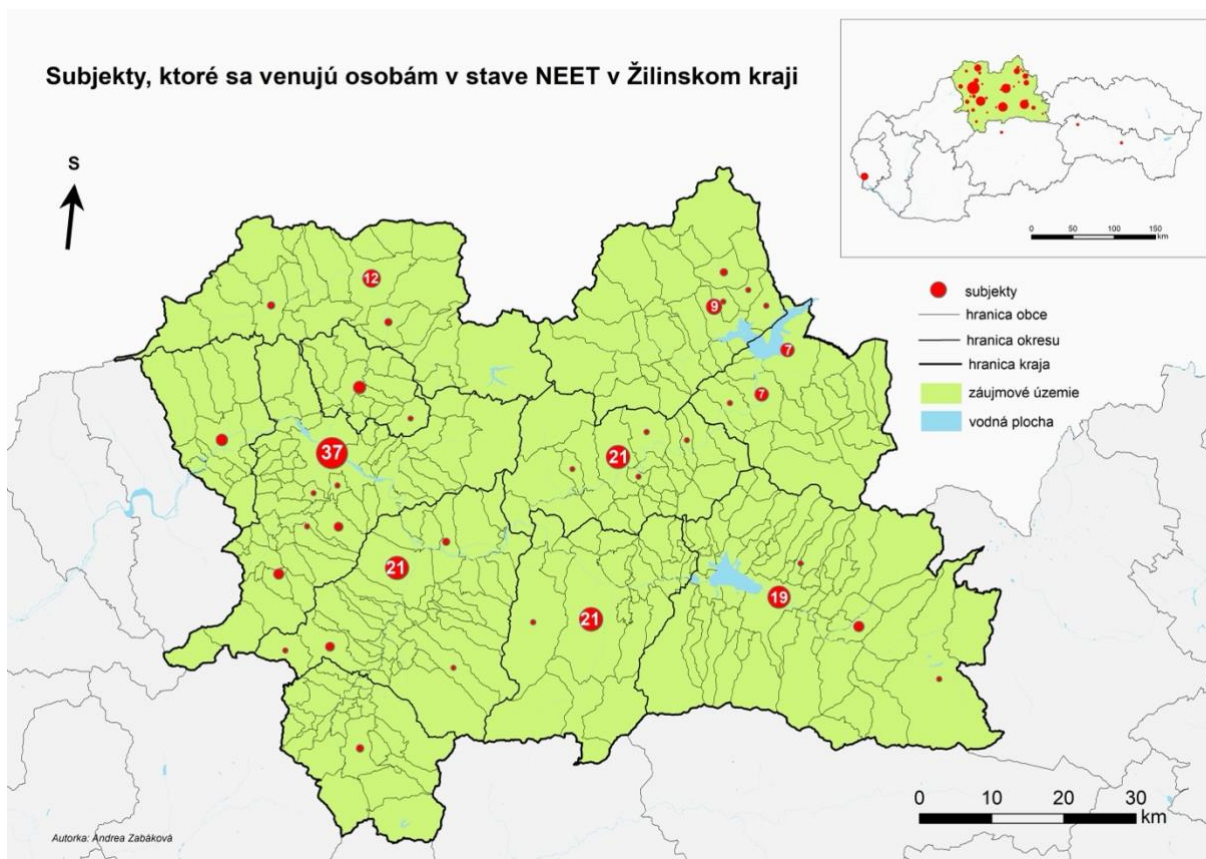 Subjekty, ktoré sa venujú osobám v stave NEET v Žilinskom kraji
0 50 100 150
km
S
subjekty
hranica obce
hranica okresu
hranica kraja
záujmové územie
vodná plocha
12
9
7
7
37
21
21
21
19
0 10 20 30
km
Autorka: Andrea Zabáková